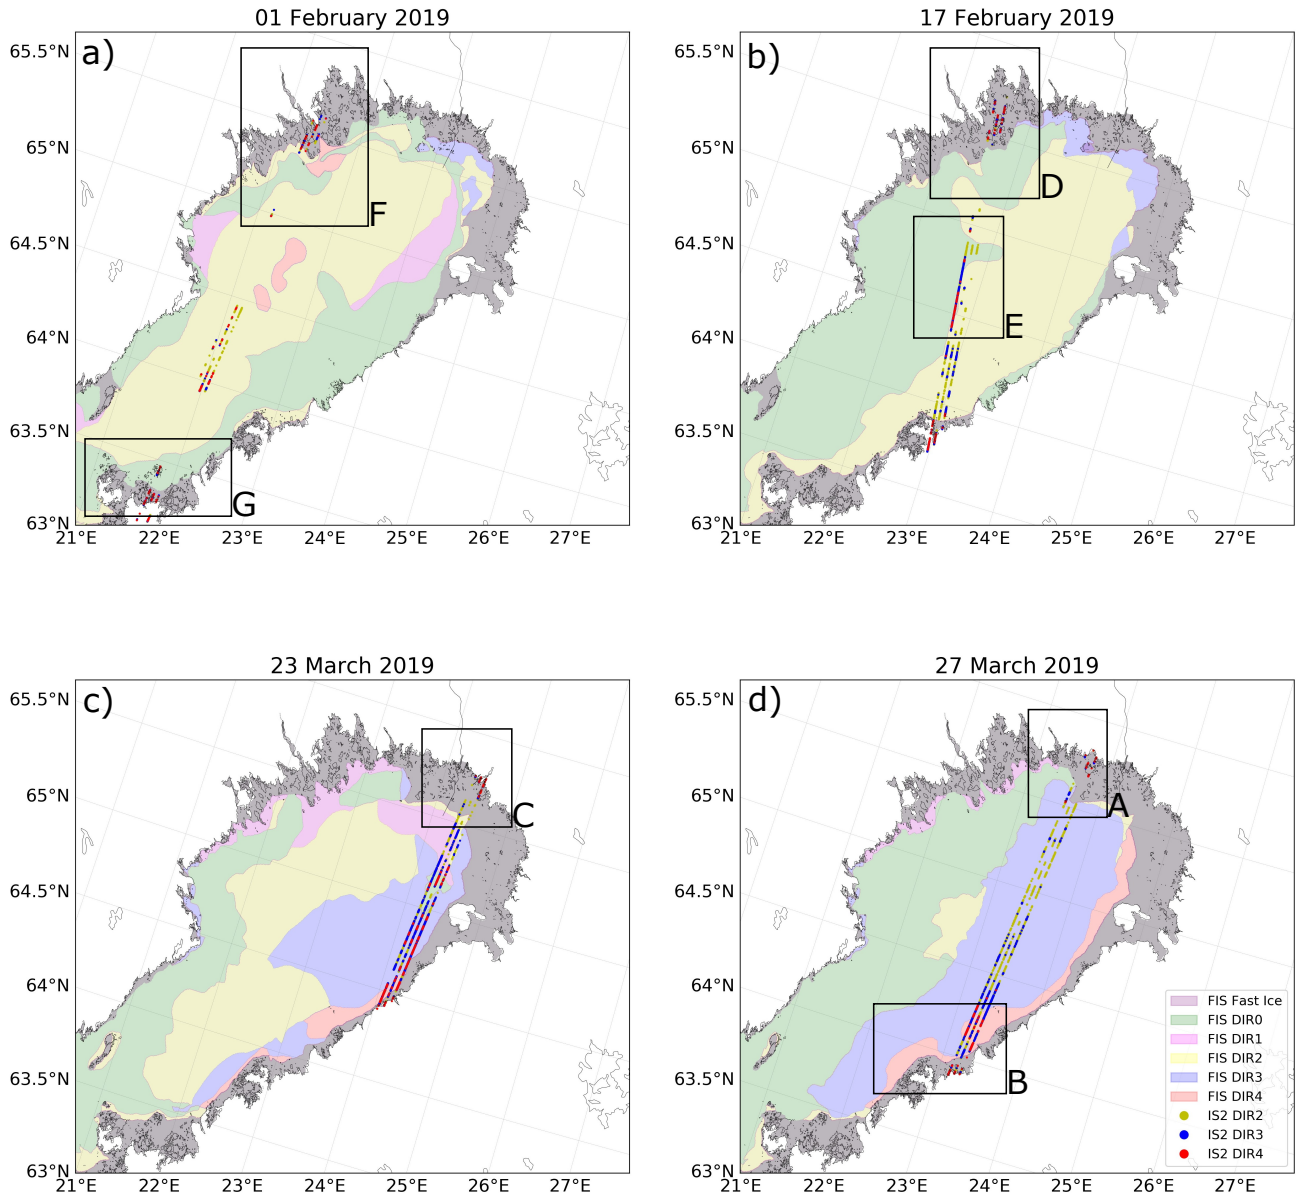 01 February 2019
a)
65.5°N
65°N
64.5°N
64°N
63.5°N
63°N
21°E 22°E 23°E 24°E 25°E 26°E 27°E
F
G
17 February 2019
b)
65.5°N
65°N
64.5°N
64°N
63.5°N
63°N
21°E 22°E 23°E 24°E 25°E 26°E 27°E
D
E
23 March 2019
c)
65.5°N
65°N
64.5°N
64°N
63.5°N
63°N
21°E 22°E 23°E 24°E 25°E 26°E 27°E
C
27 March 2019
d)
65.5°N
65°N
64.5°N
64°N
63.5°N
63°N
21°E 22°E 23°E 24°E 25°E 26°E 27°E
A
B
FIS Fast Ice
FIS DIR0
FIS DIR1
FIS DIR2
FIS DIR3
FIS DIR4
IS2 DIR2
IS2 DIR3
IS2 DIR4